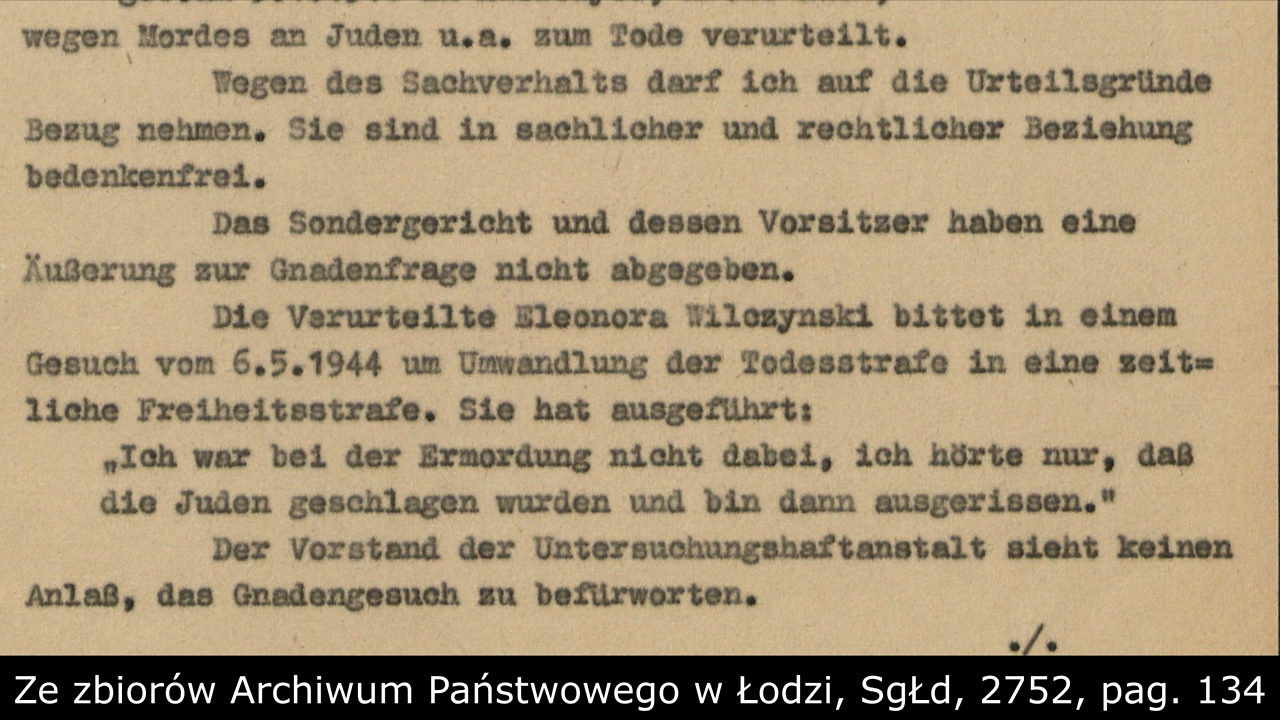 wegen Mordes an Juden u.a. zum Tode verurteilt.
Wegen des Sachverhalts darf ich auf die Urteilsgründe
Bezug nehmen. Sie sind in sachlicher und rechtlicher Beziehung
bedenkenfrei.
Das Sondergericht und dessen Vorsitzer haben eine
Äußerung zur Gnadenfrage nicht abgegeben.
Die Verurteilte Eleonora Wilczynski bittet in einem
Gesuch vom 6.5.1944 um Umwandlung der Todesstrafe in eine zeit=
liche Freiheitsstrafe. Sie hat ausgeführt:
„Ich war bei der Ermordung nicht dabei, ich hörte nur, daß
die Juden geschlagen wurden und bin dann ausgerissen."
Der Vorstand der Untersuchungshaftanstalt sieht keinen
Anlaß, das Gnadengesuch zu befürworten.
./.
Ze zbiorów Archiwum Państwowego w Łodzi, SgŁd, 2752, pag. 134